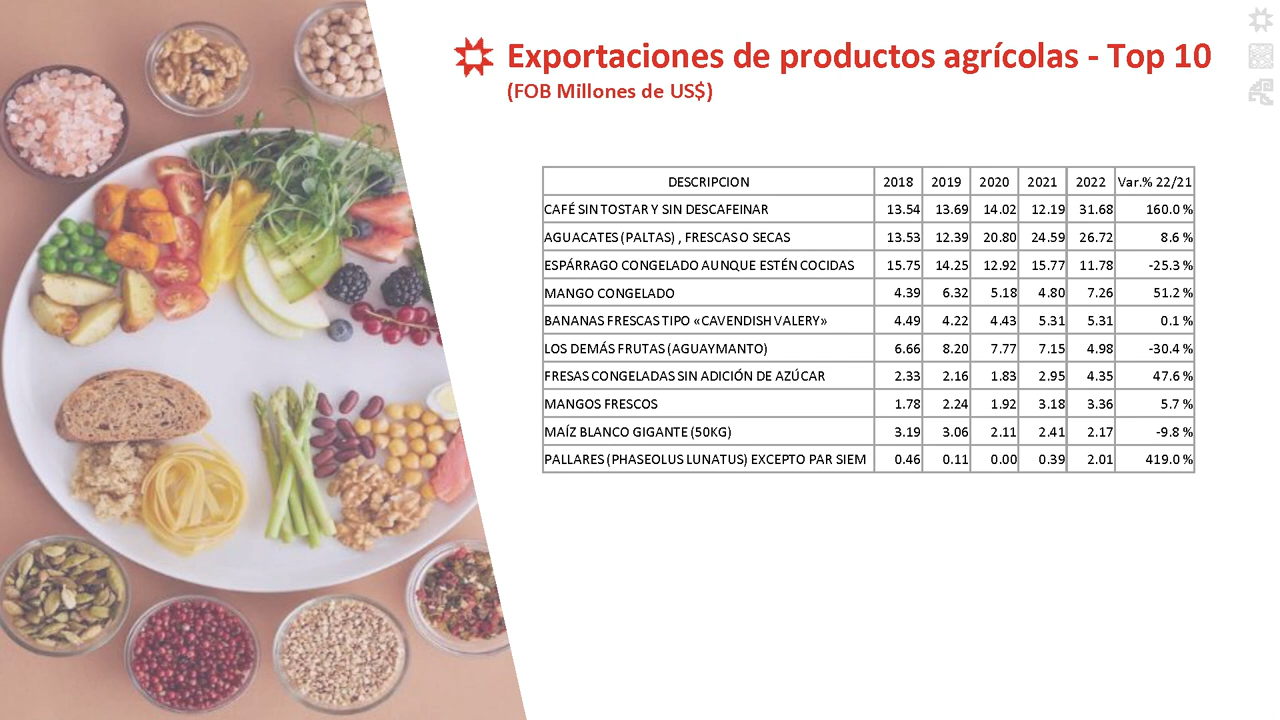 Exportaciones de productos agrícolas - Top 10
(FOB Millones de US$)
DESCRIPCION 2018 2019 2020 2021 2022 Var.% 22/21
CAFÉ SIN TOSTAR Y SIN DESCAFEINAR 13.54 13.69 14.02 12.19 31.68 160.0 %
AGUACATES (PALTAS) , FRESCAS O SECAS 13.53 12.39 20.80 24.59 26.72 8.6 %
ESPÁRRAGO CONGELADO AUNQUE ESTÉN COCIDAS 15.75 14.25 12.92 15.77 11.78 -25.3 %
MANGO CONGELADO 4.39 6.32 5.18 4.80 7.26 51.2 %
BANANAS FRESCAS TIPO «CAVENDISH VALERY» 4.49 4.22 4.43 5.31 5.31 0.1 %
LOS DEMÁS FRUTAS (AGUAYMANTO) 6.66 8.20 7.77 7.15 4.98 -30.4 %
FRESAS CONGELADAS SIN ADICIÓN DE AZÚCAR 2.33 2.16 1.83 2.95 4.35 47.6 %
MANGOS FRESCOS 1.78 2.24 1.92 3.18 3.36 5.7 %
MAÍZ BLANCO GIGANTE (50KG) 3.19 3.06 2.11 2.41 2.17 -9.8 %
PALLARES (PHASEOLUS LUNATUS) EXCEPTO PAR SIEM 0.46 0.11 0.00 0.39 2.01 419.0 %